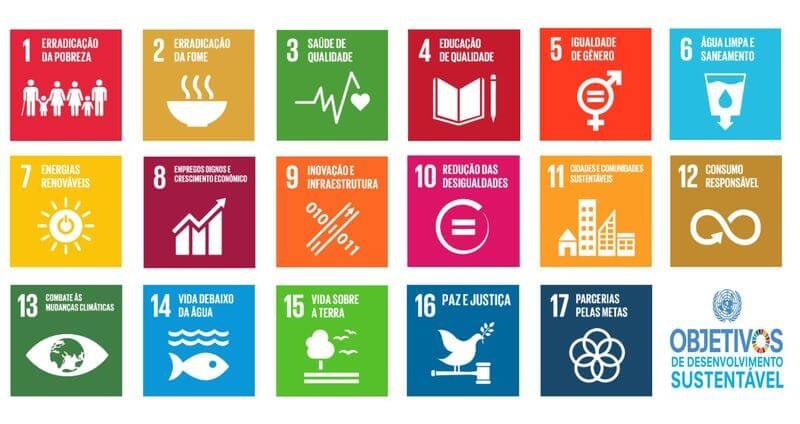 1 ERRADICAÇÃO
DA POBREZA
2 ERRADICAÇÃO
DA FOME
3 SAÚDE DE
QUALIDADE
4 EDUCAÇÃO
DE QUALIDADE
5 IGUALDADE
DE GÊNERO
6 ÁGUA LIMPA E
SANEAMENTO
7 ENERGIAS
RENOVÁVEIS
8 EMPREGOS DIGNOS E
CRESCIMENTO ECONÔMICO
9 INOVAÇÃO E
INFRAESTRUTURA
010
011
10 REDUÇÃO DAS
DESIGUALDADES
11 CIDADES E COMUNIDADES
SUSTENTÁVEIS
12 CONSUMO
RESPONSÁVEL
13 COMBATE ÀS
MUDANÇAS CLIMÁTICAS
14 VIDA DEBAIXO
DA ÁGUA
15 VIDA SOBRE
A TERRA
16 PAZ E JUSTIÇA
17 PARCERIAS
PELAS METAS
OBJETIVOS
DE DESENVOLVIMENTO
SUSTENTÁVEL